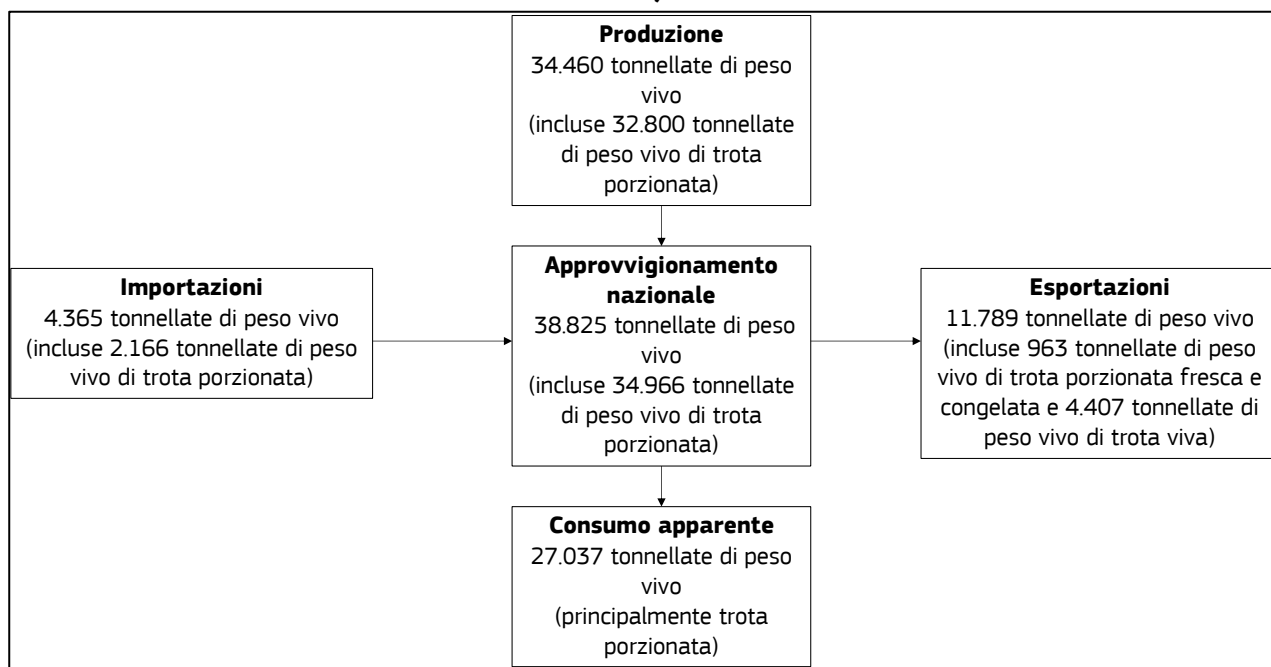 Produzione
34.460 tonnellate di peso
vivo
(incluse 32.800 tonnellate
di peso vivo di trota
porzionata)
Importazioni
4.365 tonnellate di peso vivo
(incluse 2.166 tonnellate di peso
vivo di trota porzionata)
Approvvigionamento
nazionale
38.825 tonnellate di peso
vivo
(incluse 34.966 tonnellate
di peso vivo di trota
porzionata)
Esportazioni
11.789 tonnellate di peso vivo
(incluse 963 tonnellate di peso
vivo di trota porzionata fresca e
congelata e 4.407 tonnellate di
peso vivo di trota viva)
Consumo apparente
27.037 tonnellate di peso
vivo
(principalmente trota
porzionata)